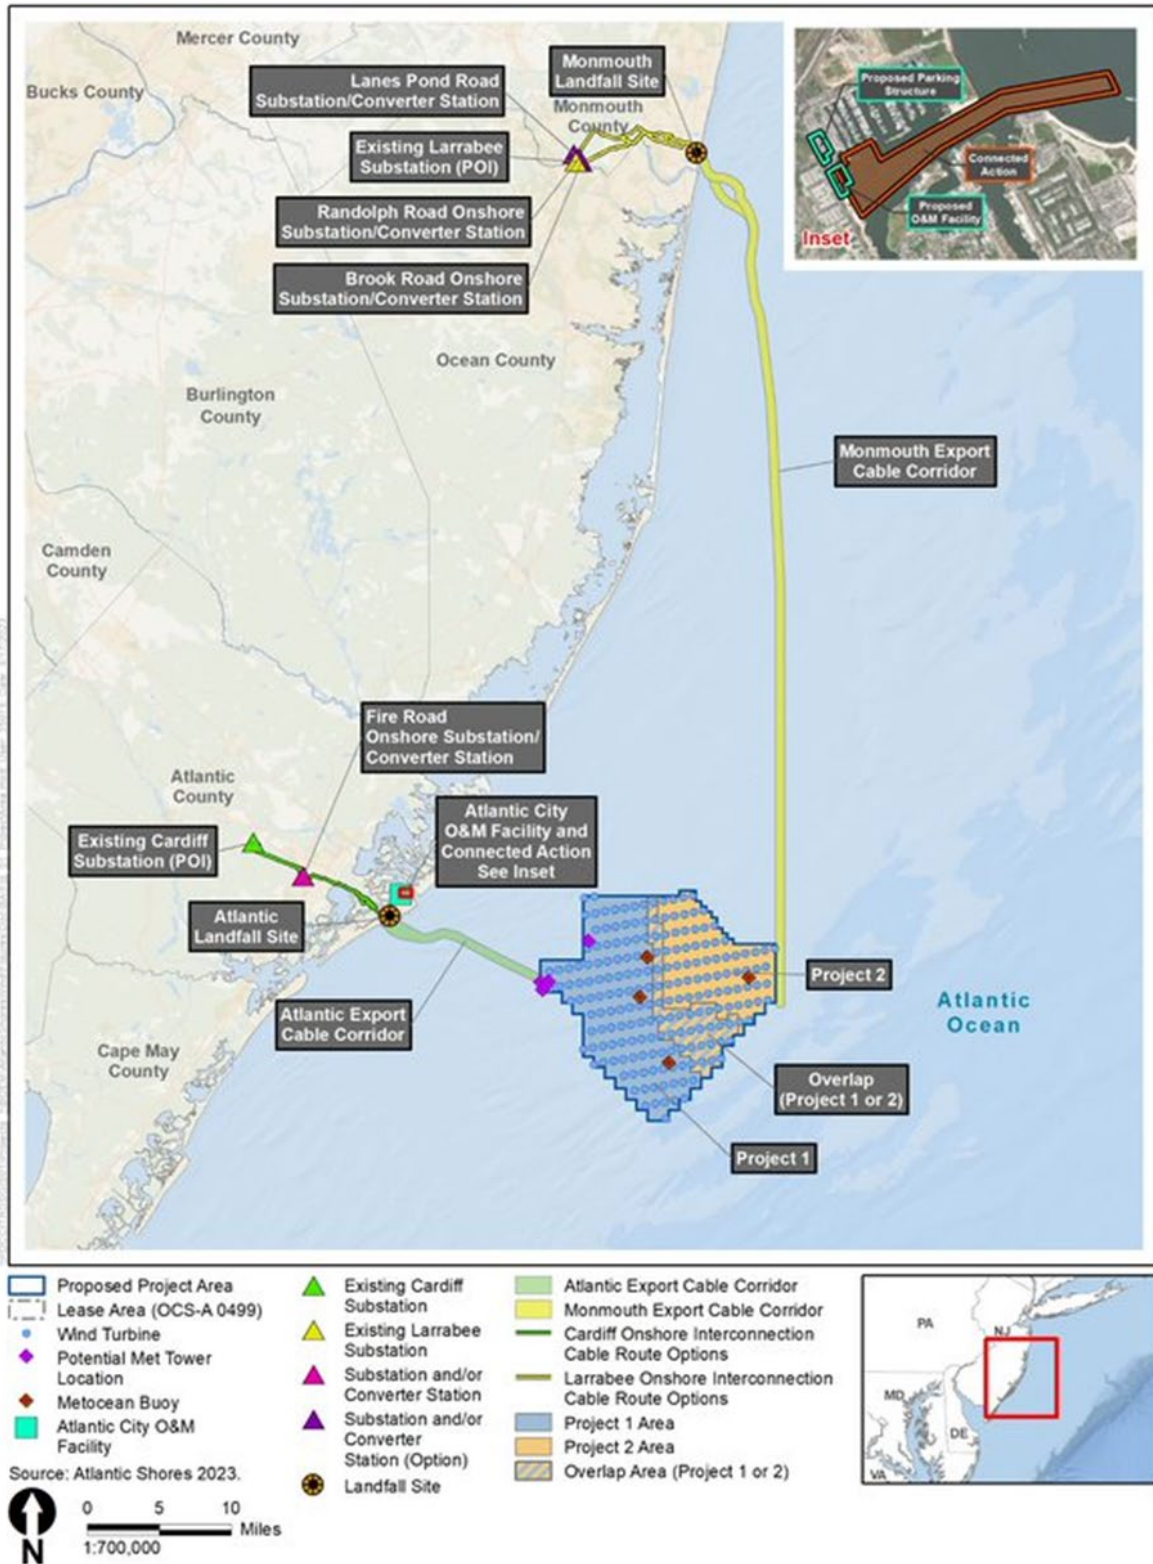 Mercer County
Bucks County
Lanes Pond Road
Substation/Converter Station
Monmouth
Landfall Site
Monmouth
County
Existing Larrabee
Substation (POI)
Randolph Road Onshore
Substation/Converter Station
Brook Road Onshore
Substation/Converter Station
Proposed Parking
Structure
Connected
Action
Proposed
O&M Facility
Inset
Ocean County
Burlington
County
Monmouth Export
Cable Corridor
Camden
County
Fire Road
Onshore Substation/
Converter Station
Atlantic
County
Existing Cardiff
Substation (POI)
Atlantic City
O&M Facility and
Connected Action
See Inset
Atlantic
Landfall Site
Atlantic Export
Cable Corridor
Project 2
Atlantic
Ocean
Cape May
County
Overlap
(Project 1 or 2)
Project 1
Proposed Project Area
Lease Area (OCS-A 0499)
Wind Turbine
Potential Met Tower
Location
Metocean Buoy
Atlantic City O&M
Facility
Existing Cardiff
Substation
Existing Larrabee
Substation
Substation and/or
Converter Station
Substation and/or
Converter
Station (Option)
Landfall Site
Atlantic Export Cable Corridor
Monmouth Export Cable Corridor
Cardiff Onshore Interconnection
Cable Route Options
Larrabee Onshore Interconnection
Cable Route Options
Project 1 Area
Project 2 Area
Overlap Area (Project 1 or 2)
PA
NJ
MD
DE
VA
Source: Atlantic Shores 2023.
N
0 5 10
Miles
1:700,000